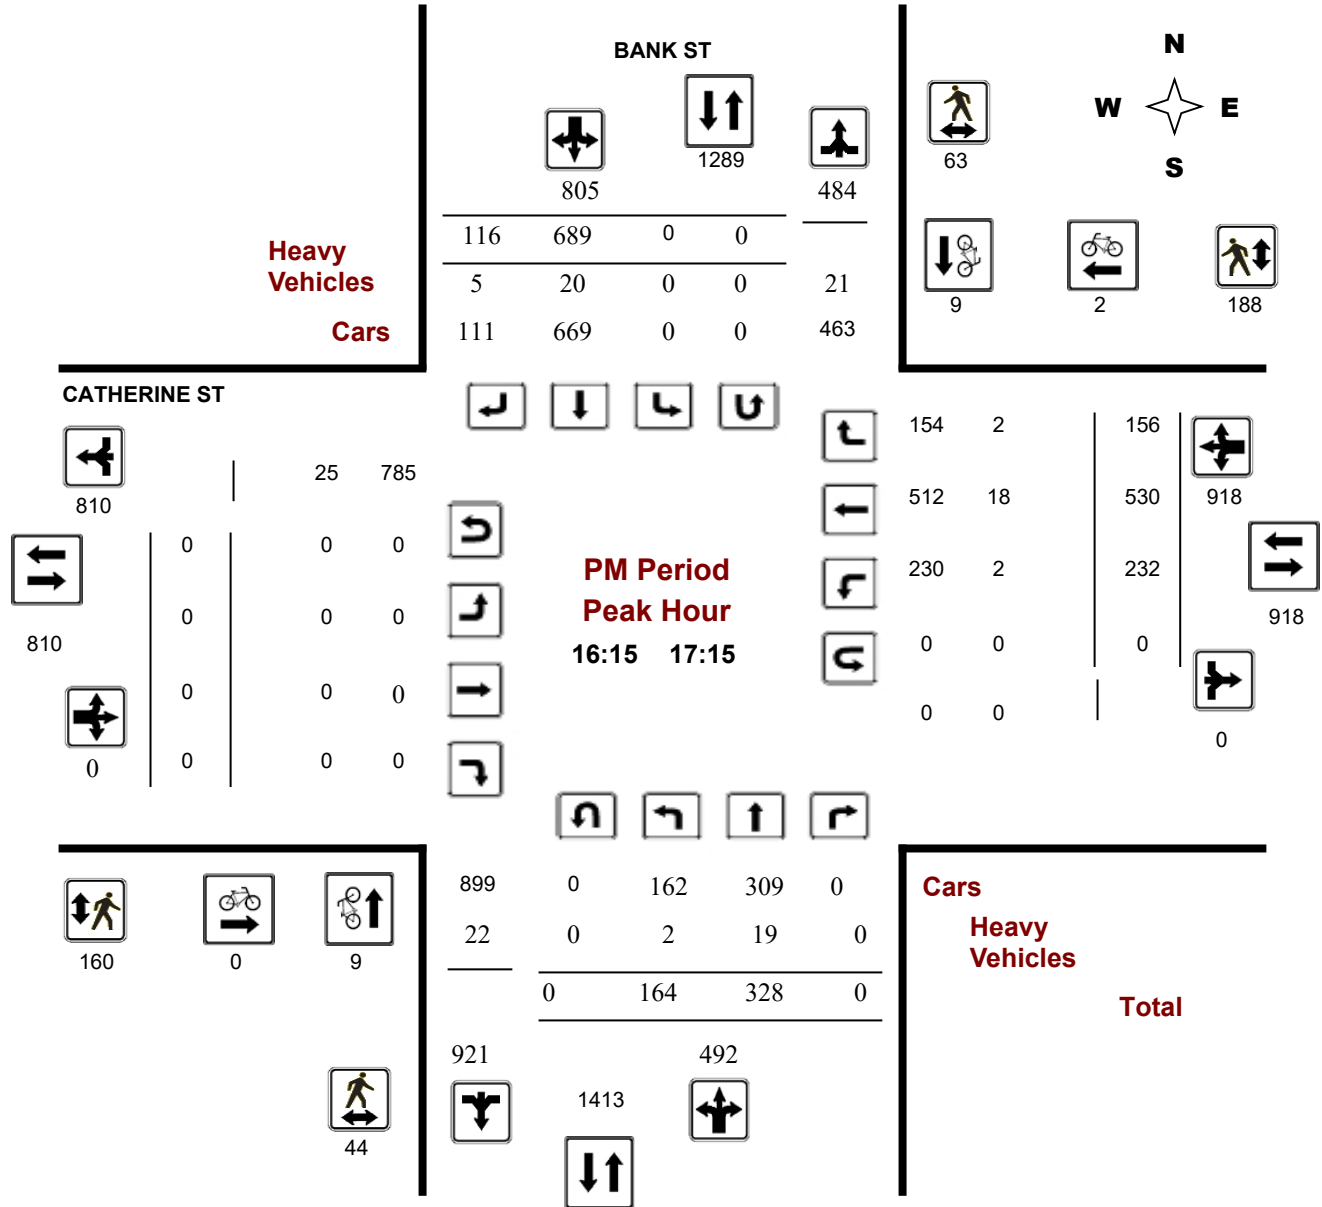 BANK ST
N
W E
S
1289
63
805
484
116 689 0 0
Heavy
Vehicles
5 20 0 0 21
9 2 188
Cars
111 669 0 0 463
CATHERINE ST
154 2 156
25 785
810
512 18 530 918
0 0 0
PM Period
230 2 232
Peak Hour
0 0 0
918
810
16:15 17:15
0 0 0
0 0 0
0 0
0
0
0 0 0
899 0 162 309 0
Cars
22 0 2 19 0
Heavy
Vehicles
160 0 9
0 164 328 0
Total
921 492
1413
44